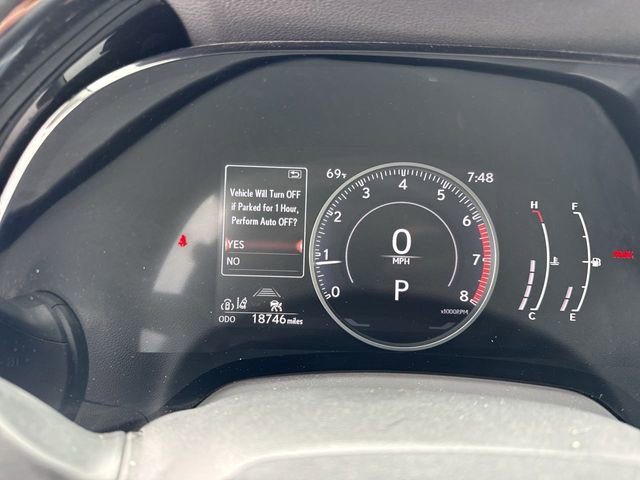 Vehicle Will Turn OFF
if Parked for 1 Hour,
Perform Auto OFF?
YES
NO
ODO 18746 miles
69°F
7:48
0
1
2
3
4
5
6
7
8
0
MPH
P
x1000RPM
H
C
F
E